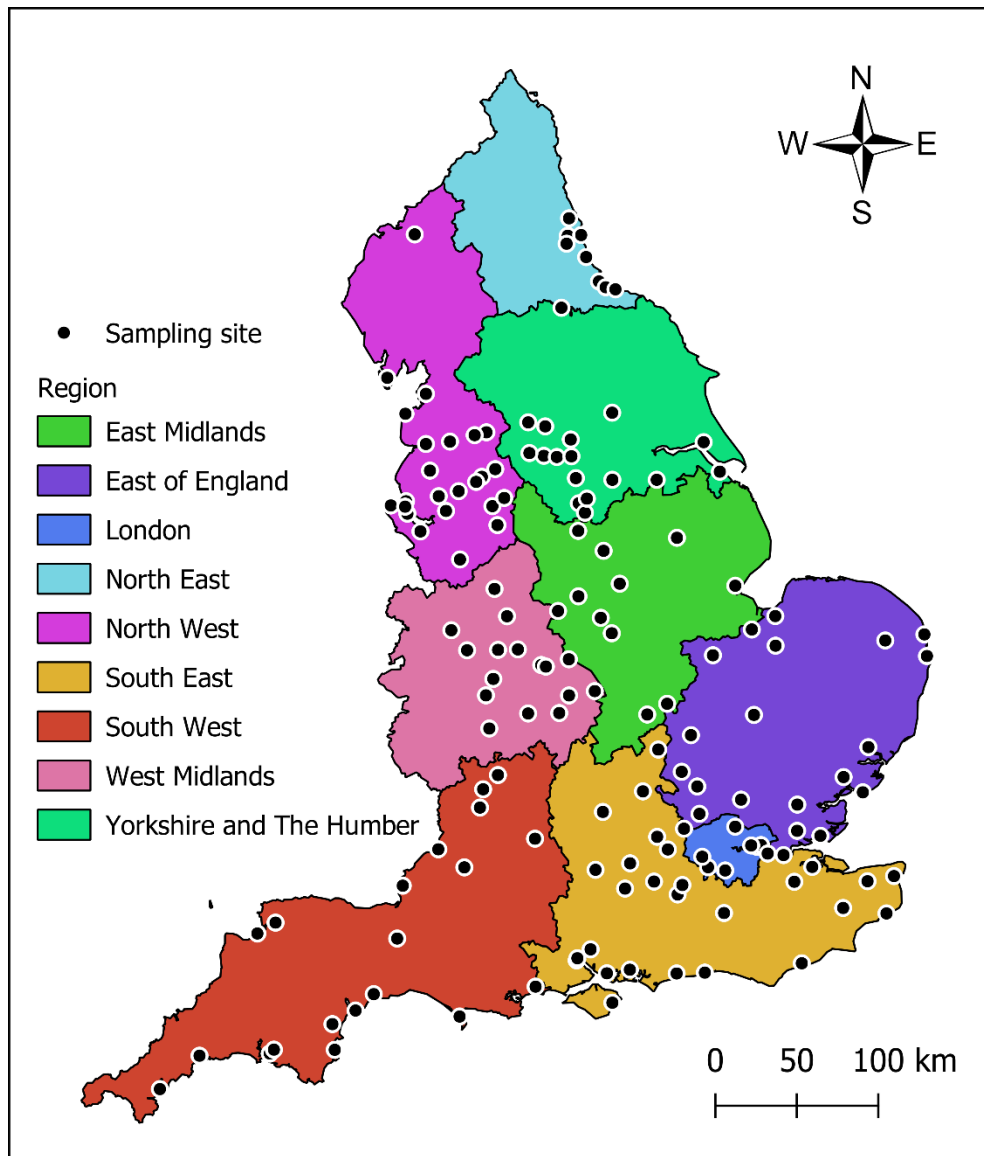 N
W E
S
Sampling site
Region
East Midlands
East of England
London
North East
North West
South East
South West
West Midlands
Yorkshire and The Humber
0 50 100 km